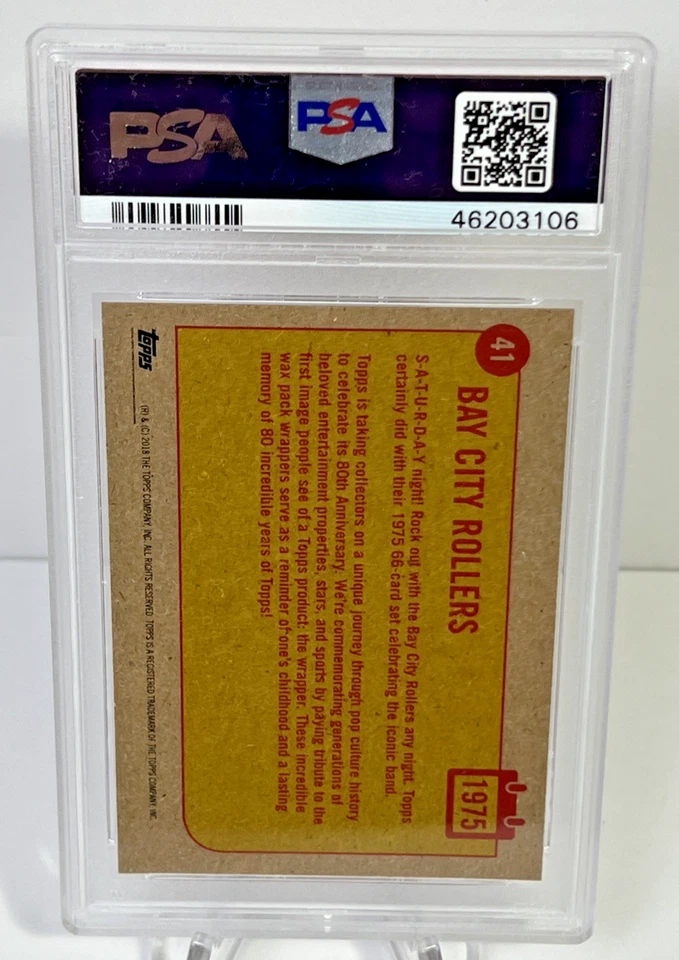 PSA
PSA
46203106
41
BAY CITY ROLLERS
1975
S-A-T-U-R-D-A-Y night! Rock out with the Bay City Rollers any night. Topps
certainly did with their 1975 66-card set celebrating the iconic band.
Topps is taking collectors on a unique journey through pop culture history
to celebrate its 80th Anniversary. We're commemorating generations of
beloved entertainment properties, stars, and sports by paying tribute to the
first image people see of a Topps product: the wrapper. These incredible
wax pack wrappers serve as a reminder of one's childhood and a lasting
memory of 80 incredible years of Topps!
topps
(R) & (C) 2018 THE TOPPS COMPANY, INC. ALL RIGHTS RESERVED. TOPPS IS A REGISTERED TRADEMARK OF THE TOPPS COMPANY, INC.